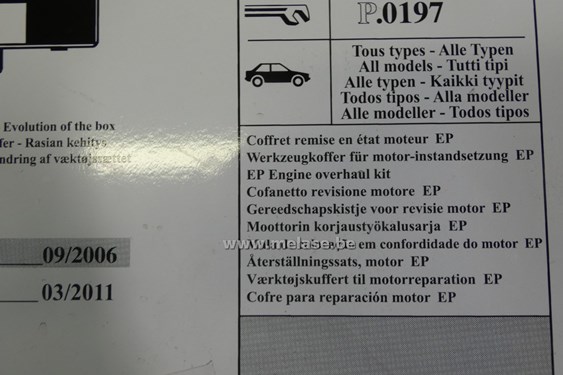 P.0197
Tous types - Alle Typen
All models - Tutti tipi
Alle typen - Kaikki tyypit
Todos tipos - Alla modeller
Alle modeller - Todos tipos
Evolution of the box
fer - Rasian kehitys
ndring af værktøjssættet
Coffret remise en état moteur EP
Werkzeugkoffer für motor-instandsetzung EP
EP Engine overhaul kit
Cofanetto revisione motore EP
Gereedschapskistje voor revisie motor EP
Moottorin korjaustyökalusarja EP
em confordidade do motor EP
www.melase.be
Återställningssats, motor EP
Værktøjskuffert til motorreparation EP
Cofre para reparación motor EP
09/2006
03/2011